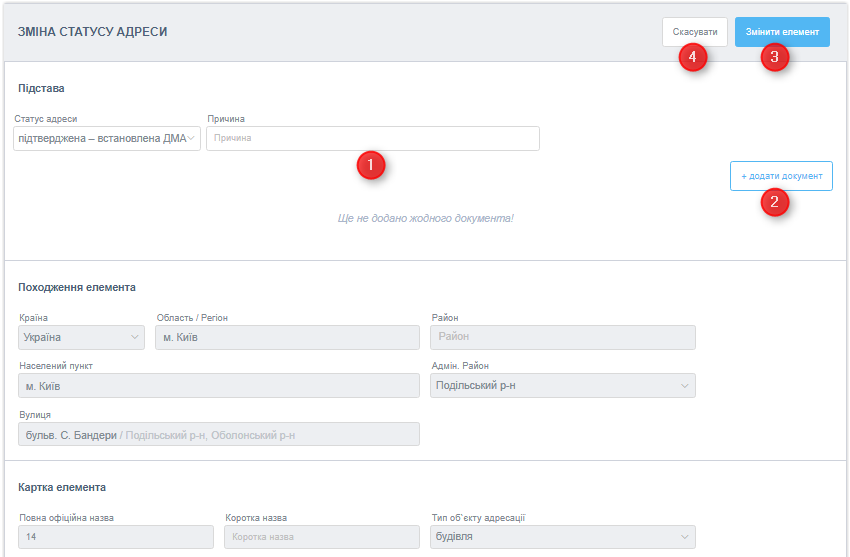 ЗМІНА СТАТУСУ АДРЕСИ
Скасувати
Змінити елемент
4
3
Підстава
Статус адреси
Причина
підтверджена – встановлена ДМА
Причина
1
+ додати документ
2
Ще не додано жодного документа!
Походження елемента
Країна
Область / Регіон
Район
Україна
м. Київ
Район
Населений пункт
Адмін. Район
м. Київ
Подільський р-н
Вулиця
бульв. С. Бандери / Подільський р-н, Оболонський р-н
Картка елемента
Повна офіційна назва
Коротка назва
Тип об`єкту адресації
14
Коротка назва
будівля